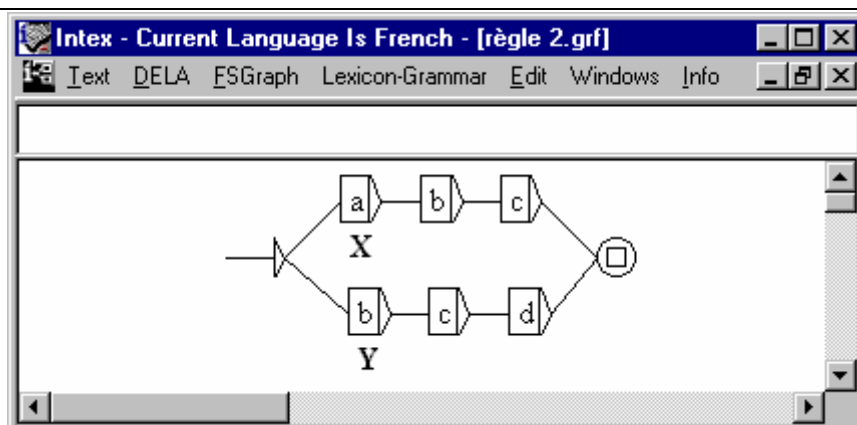 Intex - Current Language Is French - [règle 2.grf]
Text DELA FSGraph Lexicon-Grammar Edit Windows Info
a b c
X
b c d
Y